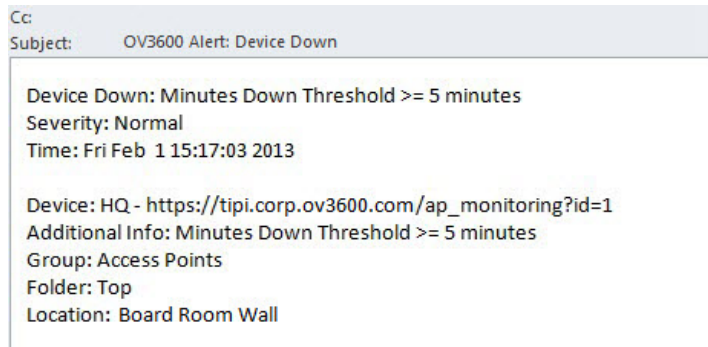 Cc:
Subject: OV3600 Alert: Device Down
Device Down: Minutes Down Threshold >= 5 minutes
Severity: Normal
Time: Fri Feb 1 15:17:03 2013
Device: HQ - https://tipi.corp.ov3600.com/ap_monitoring?id=1
Additional Info: Minutes Down Threshold >= 5 minutes
Group: Access Points
Folder: Top
Location: Board Room Wall